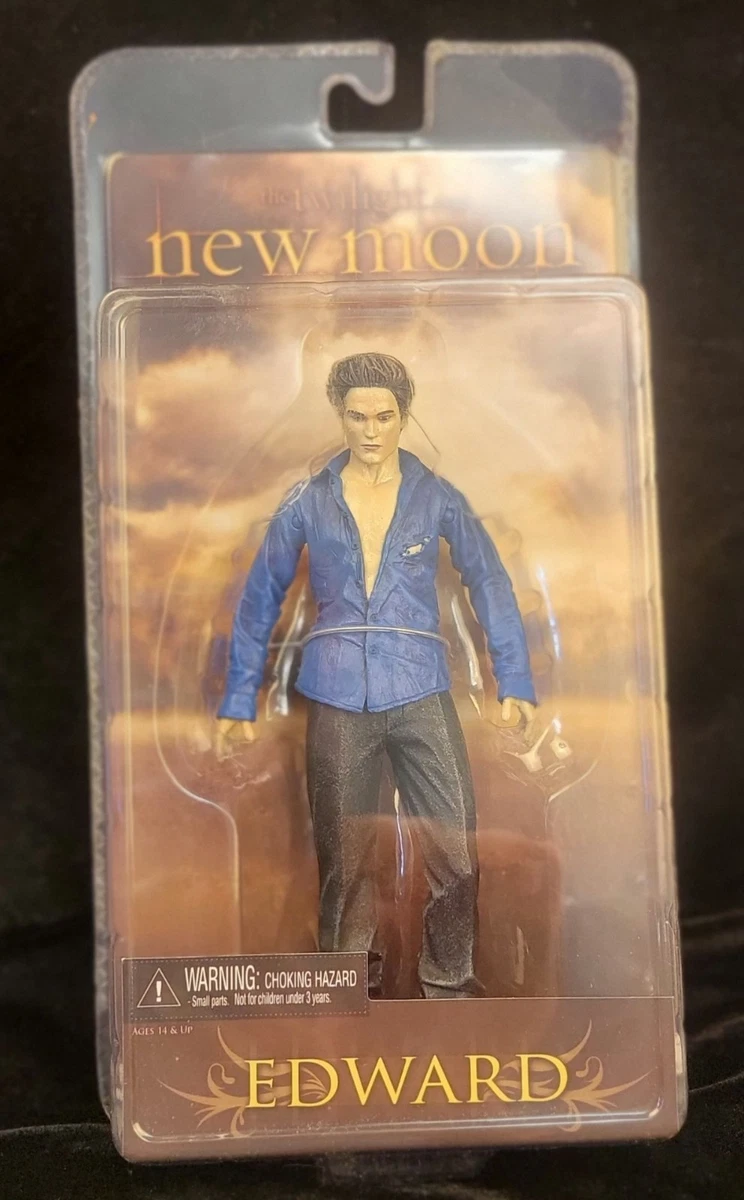 the twilight
new moon
WARNING: CHOKING HAZARD
- Small parts. Not for children under 3 years.
AGES 14 & UP
EDWARD